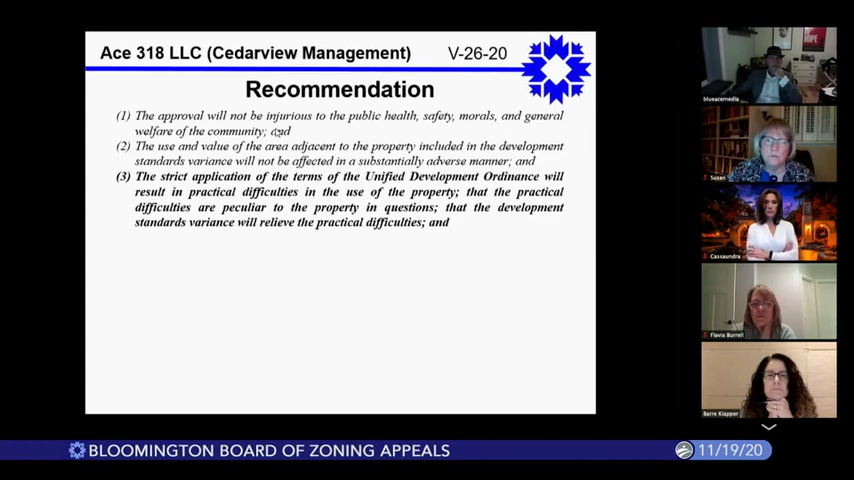 Ace 318 LLC (Cedarview Management) V-26-20
Recommendation
(1) The approval will not be injurious to the public health, safety, morals, and general
welfare of the community; and
(2) The use and value of the area adjacent to the property included in the development
standards variance will not be affected in a substantially adverse manner; and
(3) The strict application of the terms of the Unified Development Ordinance will
result in practical difficulties in the use of the property; that the practical
difficulties are peculiar to the property in questions; that the development
standards variance will relieve the practical difficulties; and
HOPE
blueacemedia
Susan
Cassaundra
Flavia Burrell
Barre Klapper
BLOOMINGTON BOARD OF ZONING APPEALS
11/19/20